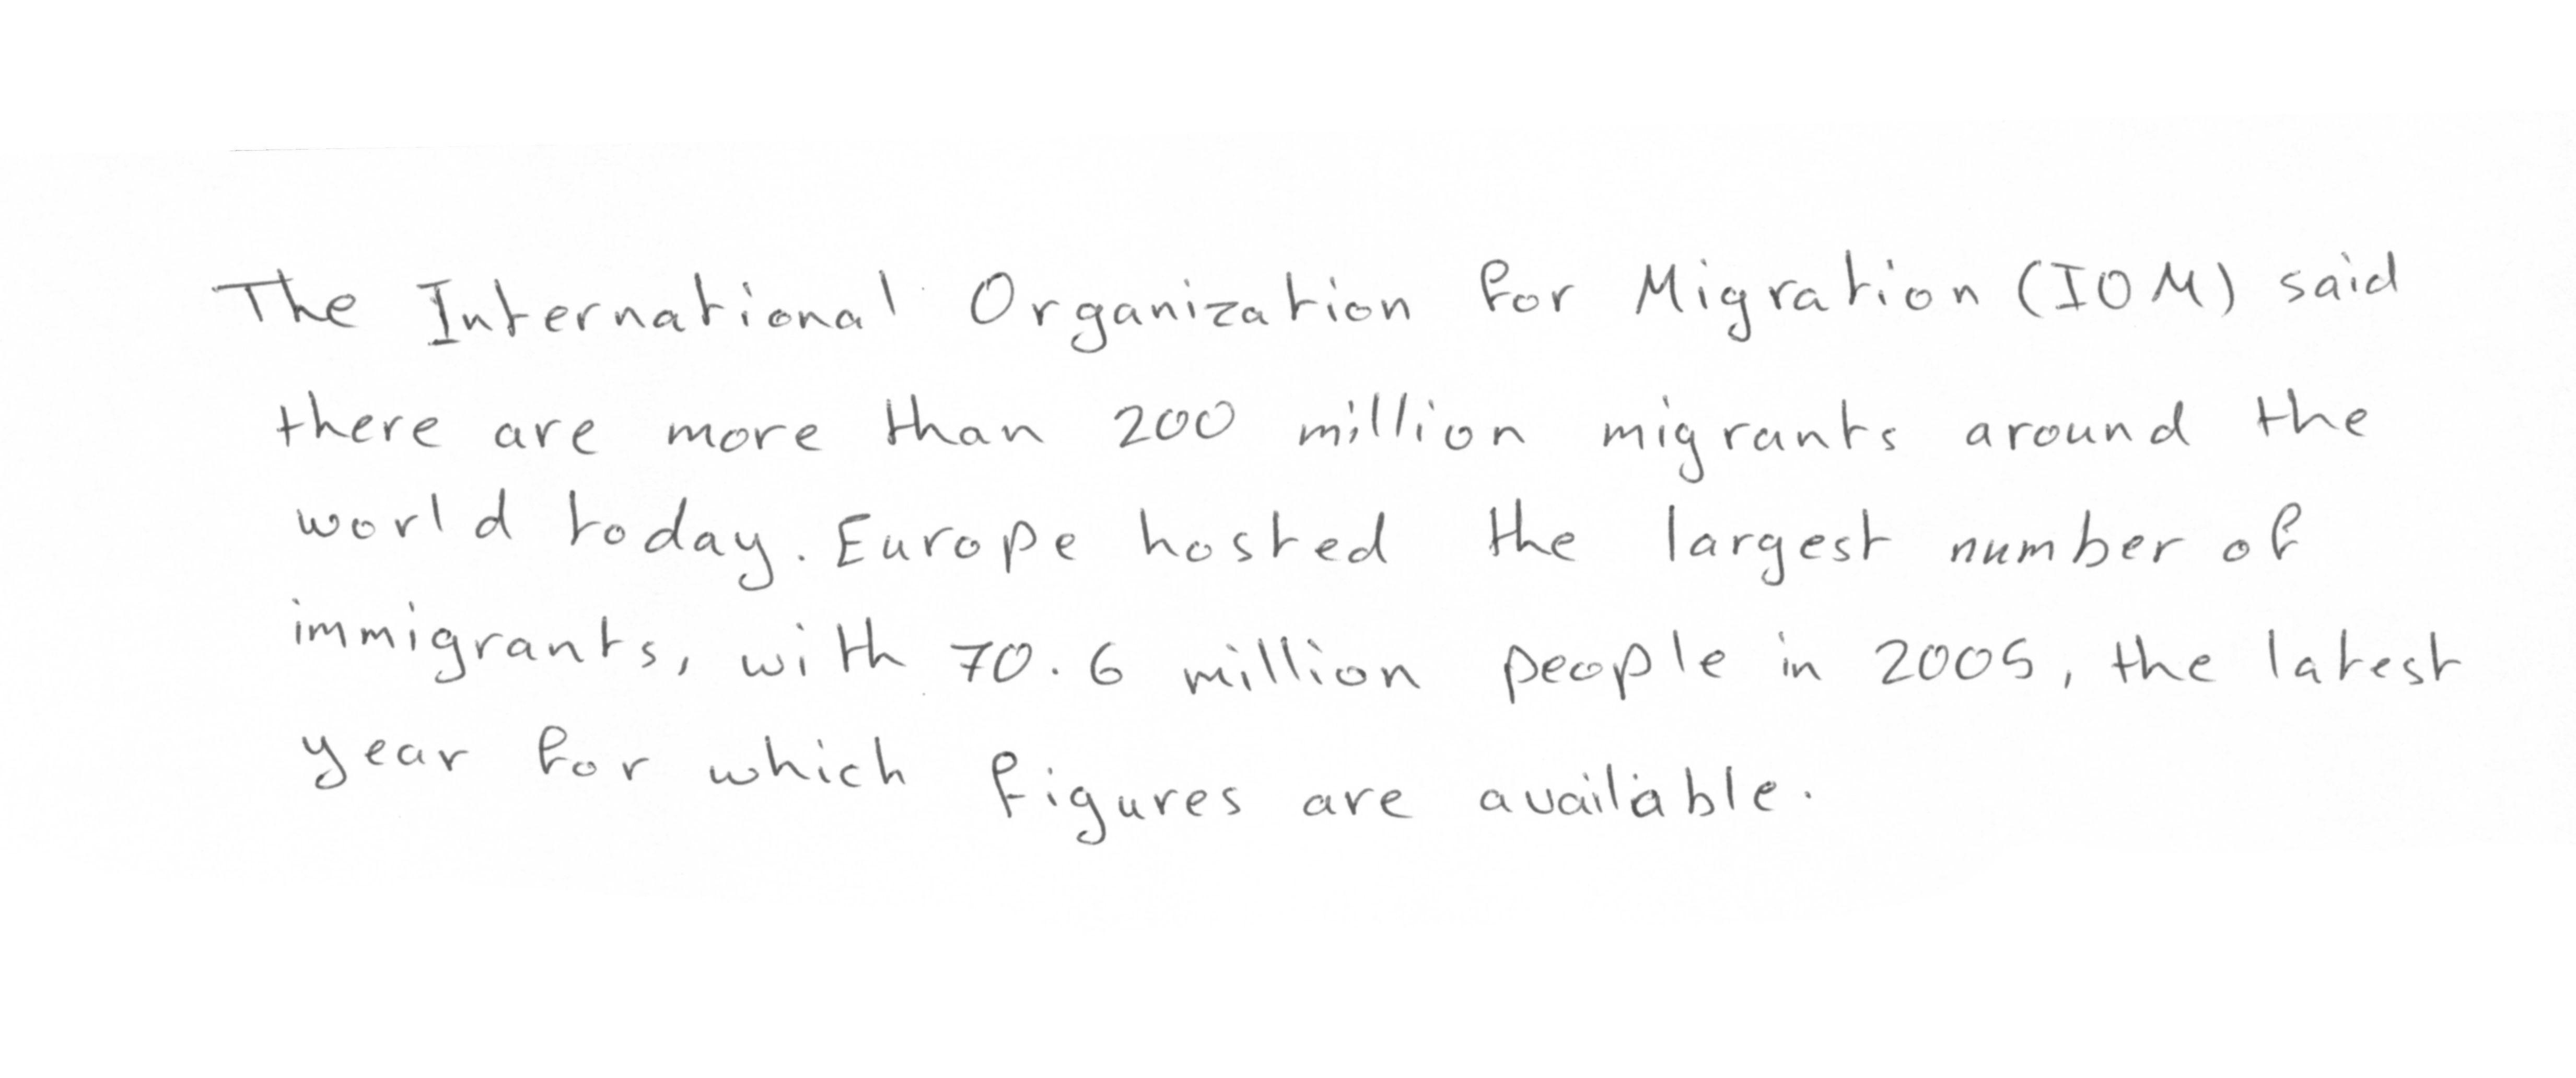 The International Organization for Migration (IOM) said
there are more than 200 million migrants around the
world today. Europe hosted the largest number of
immigrants, with 70.6 million people in 2005, the latest
year for which figures are available.